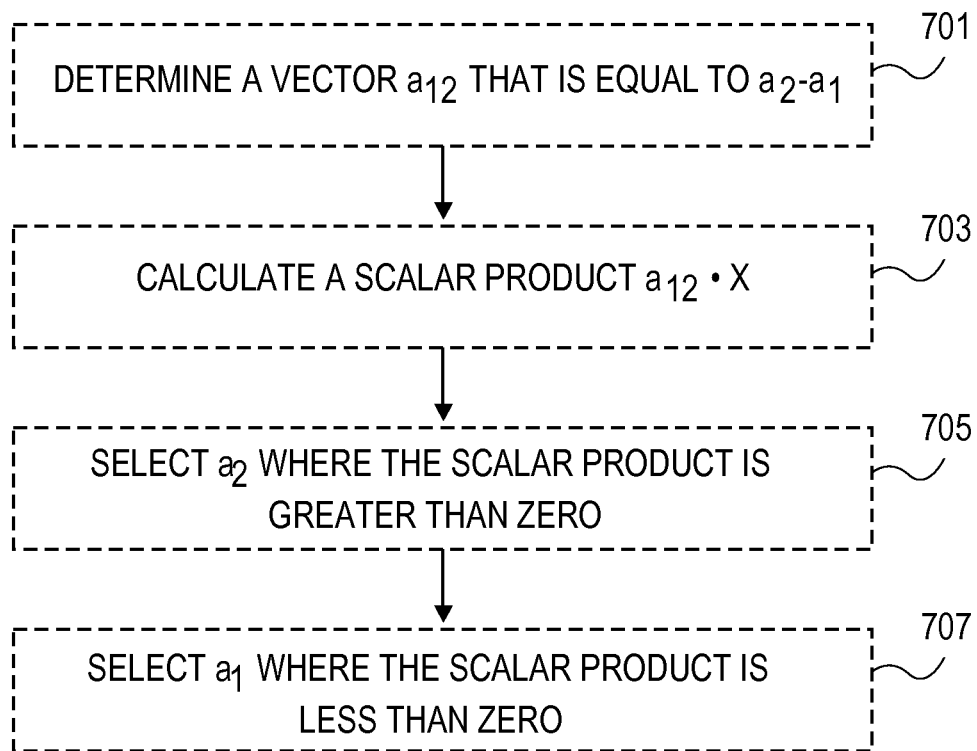 701
DETERMINE A VECTOR a12 THAT IS EQUAL TO a2-a1
703
CALCULATE A SCALAR PRODUCT a12 • X
705
SELECT a2 WHERE THE SCALAR PRODUCT IS
GREATER THAN ZERO
707
SELECT a1 WHERE THE SCALAR PRODUCT IS
LESS THAN ZERO